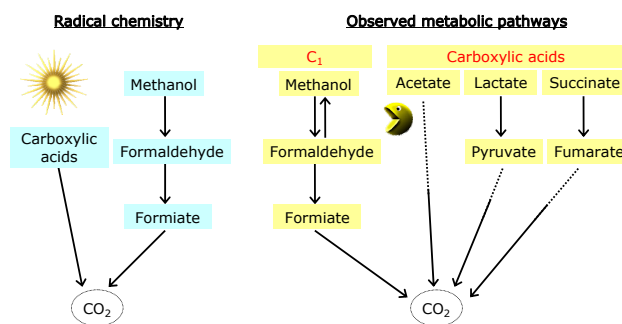 Radical chemistry
Methanol
Carboxylic
acids
Formaldehyde
Formiate
CO₂
Observed metabolic pathways
C₁
Carboxylic acids
Methanol
Acetate
Lactate
Succinate
Formaldehyde
Pyruvate
Fumarate
Formiate
CO₂